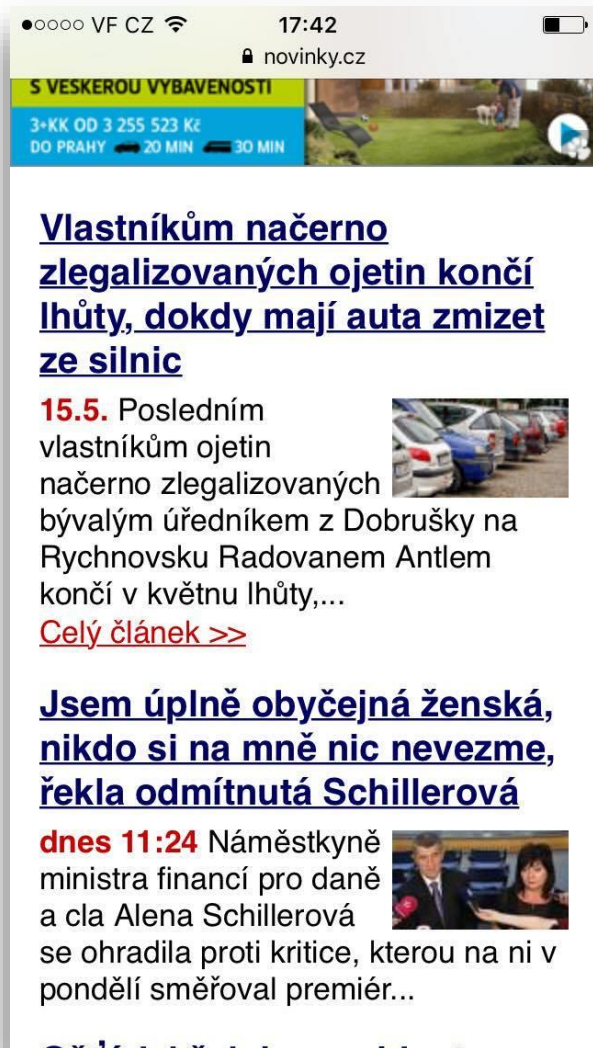 VF CZ 17:42
novinky.cz
S VEŠKEROU VYBAVENOSTÍ
3+KK OD 3 255 523 Kč
DO PRAHY 20 MIN 30 MIN
Vlastníkům načerno
zlegalizovaných ojetin končí
lhůty, dokdy mají auta zmizet
ze silnic
15.5. Posledním
vlastníkům ojetin
načerno zlegalizovaných
bývalým úředníkem z Dobrušky na
Rychnovsku Radovanem Antlem
končí v květnu lhůty,...
Celý článek >>
Jsem úplně obyčejná ženská,
nikdo si na mně nic nevezme,
řekla odmítnutá Schillerová
dnes 11:24 Náměstkyně
ministra financí pro daně
a cla Alena Schillerová
se ohradila proti kritice, kterou na ni v
pondělí směřoval premiér...